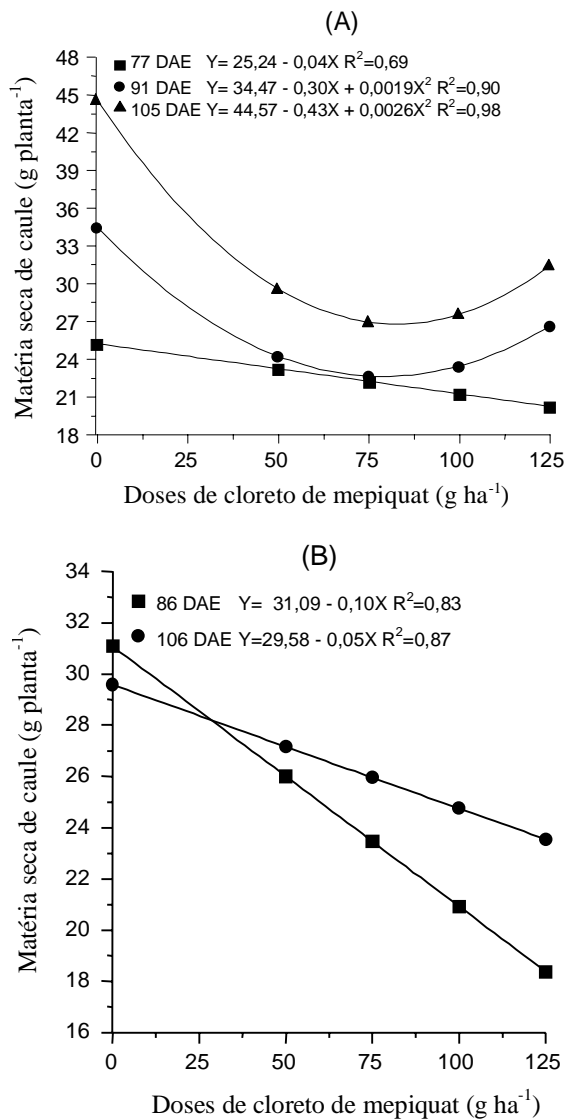 (A)
77 DAE Y= 25,24 - 0,04X R²=0,69
91 DAE Y= 34,47 - 0,30X + 0,0019X² R²=0,90
105 DAE Y= 44,57 - 0,43X + 0,0026X² R²=0,98
Matéria seca de caule (g planta⁻¹)
48
45
42
39
36
33
30
27
24
21
18
0 25 50 75 100 125
Doses de cloreto de mepiquat (g ha⁻¹)
(B)
86 DAE Y= 31,09 - 0,10X R²=0,83
106 DAE Y=29,58 - 0,05X R²=0,87
Matéria seca de caule (g planta⁻¹)
34
32
30
28
26
24
22
20
18
16
0 25 50 75 100 125
Doses de cloreto de mepiquat (g ha⁻¹)